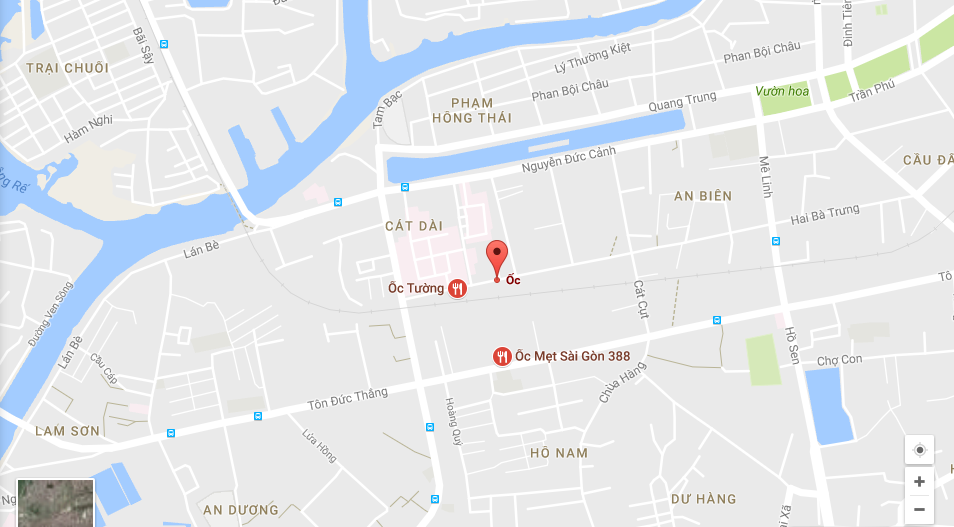 Đinh Tiên
Bãi Sậy
Lý Thường Kiệt
Phan Bội Châu
TRẠI CHUỐI
Phan Bội Châu
Vườn hoa
Trần Phú
Tam Bạc
PHẠM
HỒNG THÁI
Quang Trung
Hàm Nghi
Nguyễn Đức Cảnh
CẦU ĐẤ
Mê Linh
AN BIÊN
Hai Bà Trưng
CÁT DÀI
Lán Bè
Ốc
Ốc Tường
Tô
Cát Cụt
Đường Ven Sông
Lán Bè
Hồ Sen
Ốc Mẹt Sài Gòn 388
Chợ Con
Cầu Cáp
Chùa Hàng
Tôn Đức Thắng
Hoàng Quý
LAM SƠN
Lửa Hồng
HỒ NAM
DƯ HÀNG
AN DƯƠNG